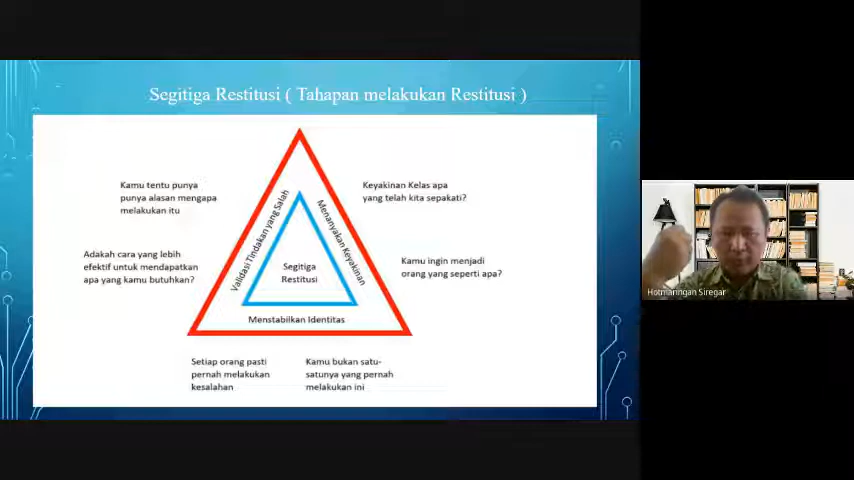 Segitiga Restitusi ( Tahapan melakukan Restitusi )
Kamu tentu punya
punya alasan mengapa
melakukan itu
Keyakinan Kelas apa
yang telah kita sepakati?
Validasi Tindakan yang Salah
Menanyakan Keyakinan
Adakah cara yang lebih
efektif untuk mendapatkan
apa yang kamu butuhkan?
Segitiga
Restitusi
Kamu ingin menjadi
orang yang seperti apa?
Menstabilkan Identitas
Setiap orang pasti
pernah melakukan
kesalahan
Kamu bukan satu-
satunya yang pernah
melakukan ini
Hotmaringan Siregar